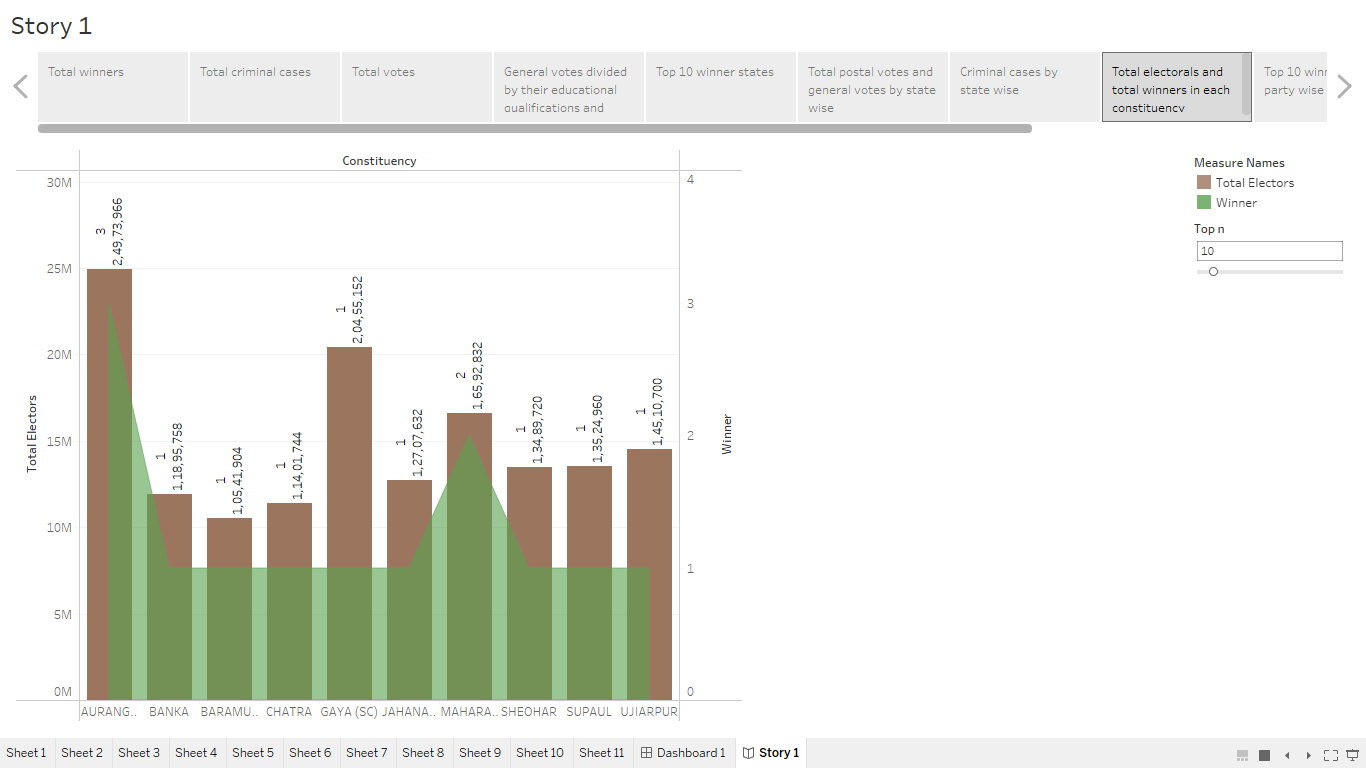 Story 1
Total winners
Total criminal cases
Total votes
General votes divided
by their educational
qualifications and
Top 10 winner states
Total postal votes and
general votes by state
wise
Criminal cases by
state wise
Total electorals and
total winners in each
constituency
Top 10 winn
party wise
Constituency
30M
25M
20M
15M
10M
5M
0M
Total Electors
3
2,49,73,966
1
1,18,95,758
1
1,05,41,904
1
1,14,01,744
1
2,04,55,152
1
1,27,07,632
2
1,65,92,832
1
1,34,89,720
1
1,35,24,960
1
1,45,10,700
4
3
2
1
0
Winner
AURANG.. BANKA BARAMU.. CHATRA GAYA (SC) JAHANA.. MAHARA.. SHEOHAR SUPAUL UJIARPUR
Measure Names
Total Electors
Winner
Top n
10
Sheet 1 Sheet 2 Sheet 3 Sheet 4 Sheet 5 Sheet 6 Sheet 7 Sheet 8 Sheet 9 Sheet 10 Sheet 11 Dashboard 1 Story 1